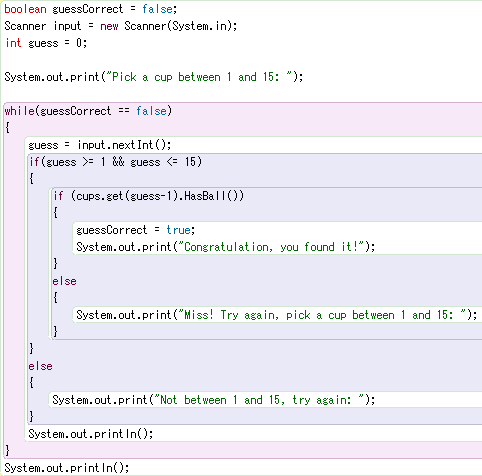 boolean guessCorrect = false;
Scanner input = new Scanner(System.in);
int guess = 0;
System.out.print("Pick a cup between 1 and 15: ");
while(guessCorrect == false)
{
guess = input.nextInt();
if(guess >= 1 && guess <= 15)
{
if (cups.get(guess-1).HasBall())
{
guessCorrect = true;
System.out.print("Congratulation, you found it!");
}
else
{
System.out.print("Miss! Try again, pick a cup between 1 and 15: ");
}
}
else
{
System.out.print("Not between 1 and 15, try again: ");
}
System.out.println();
}
System.out.println();